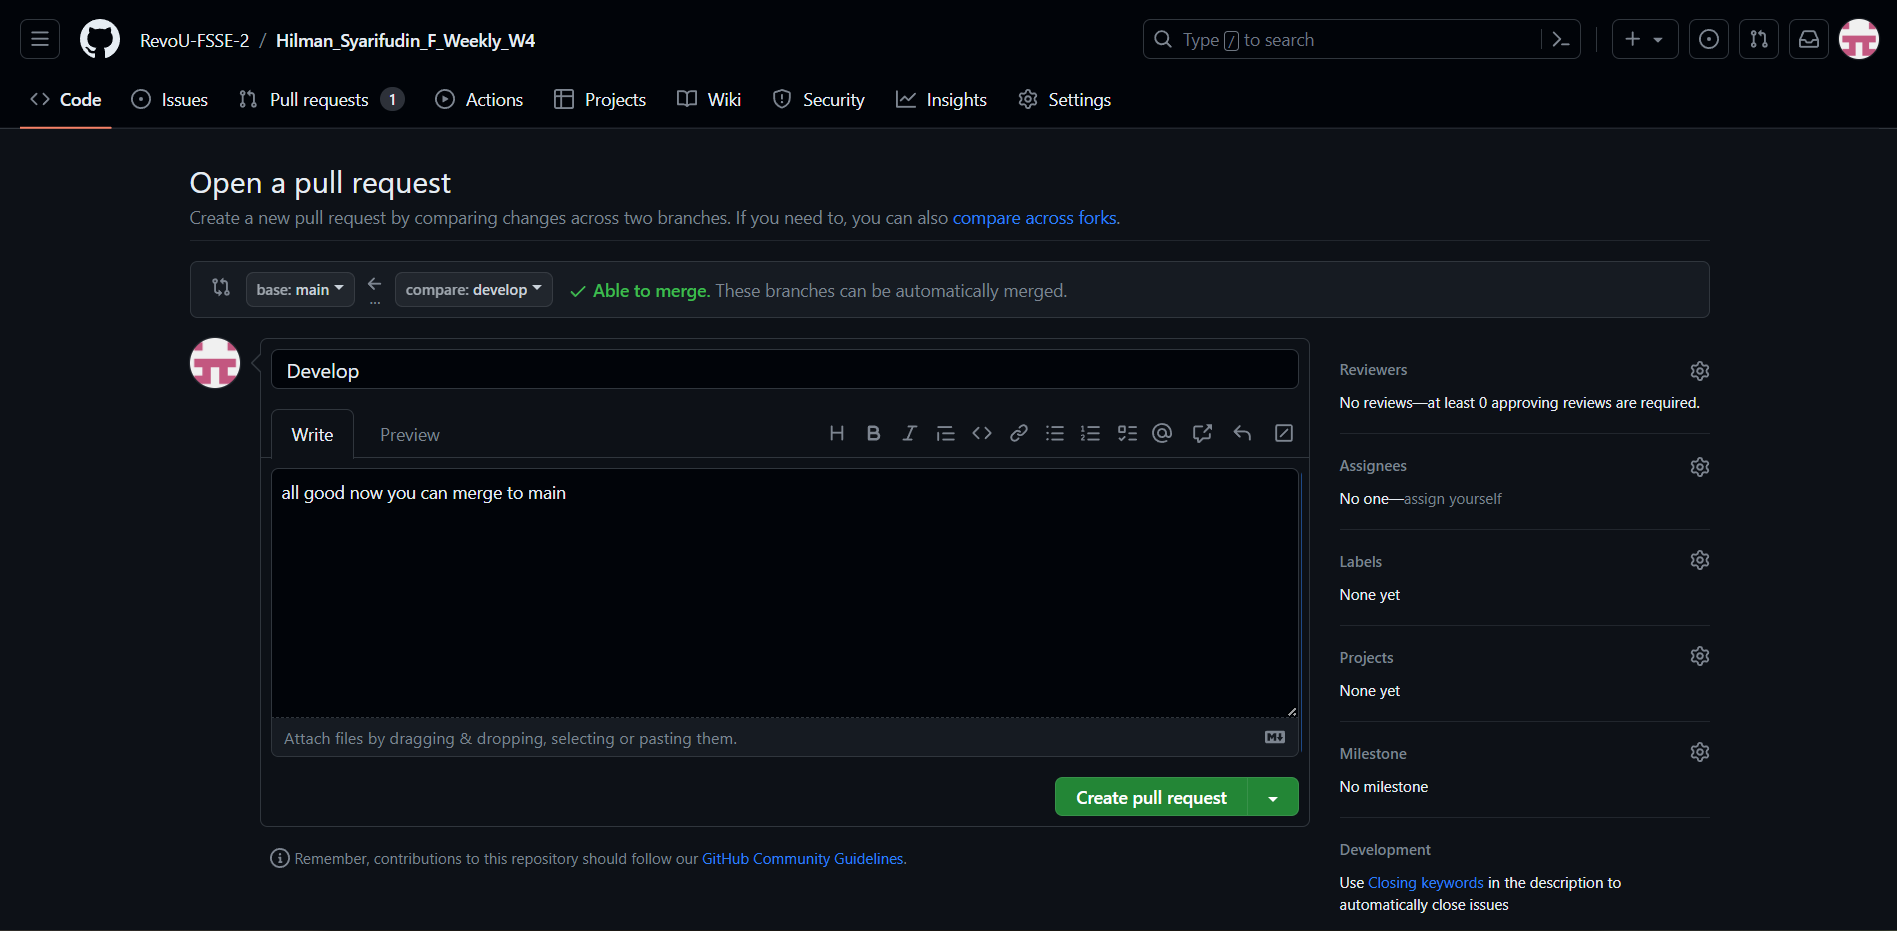 RevoU-FSSE-2 / Hilman_Syarifudin_F_Weekly_W4
Type / to search
Code
Issues
Pull requests 1
Actions
Projects
Wiki
Security
Insights
Settings
Open a pull request
Create a new pull request by comparing changes across two branches. If you need to, you can also compare across forks.
base: main
...
compare: develop
Able to merge. These branches can be automatically merged.
Develop
Write
Preview
all good now you can merge to main
Attach files by dragging & dropping, selecting or pasting them.
Create pull request
Remember, contributions to this repository should follow our GitHub Community Guidelines.
Reviewers
No reviews—at least 0 approving reviews are required.
Assignees
No one—assign yourself
Labels
None yet
Projects
None yet
Milestone
No milestone
Development
Use Closing keywords in the description to
automatically close issues